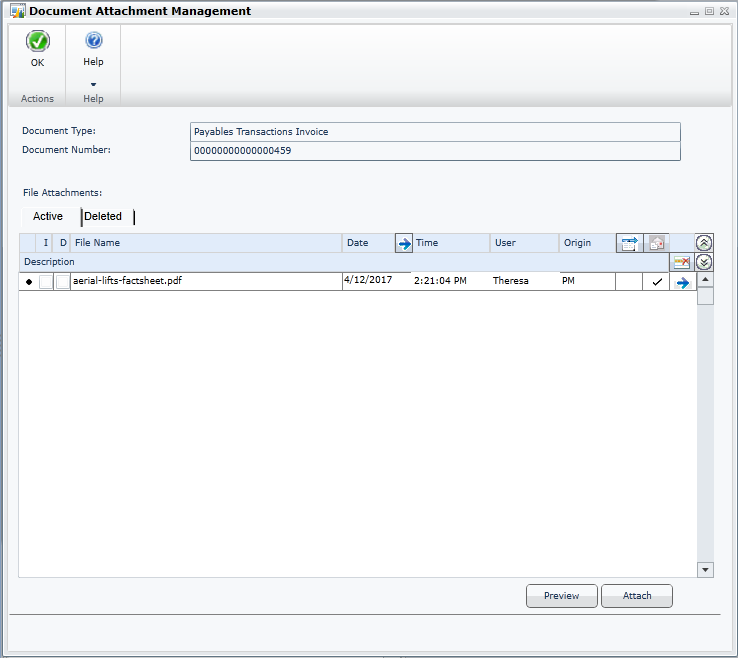 Document Attachment Management
OK
Help
Actions
Help
Document Type:
Payables Transactions Invoice
Document Number:
00000000000000459
File Attachments:
Active
Deleted
I D File Name Date Time User Origin
Description
aerial-lifts-factsheet.pdf 4/12/2017 2:21:04 PM Theresa PM
Preview
Attach